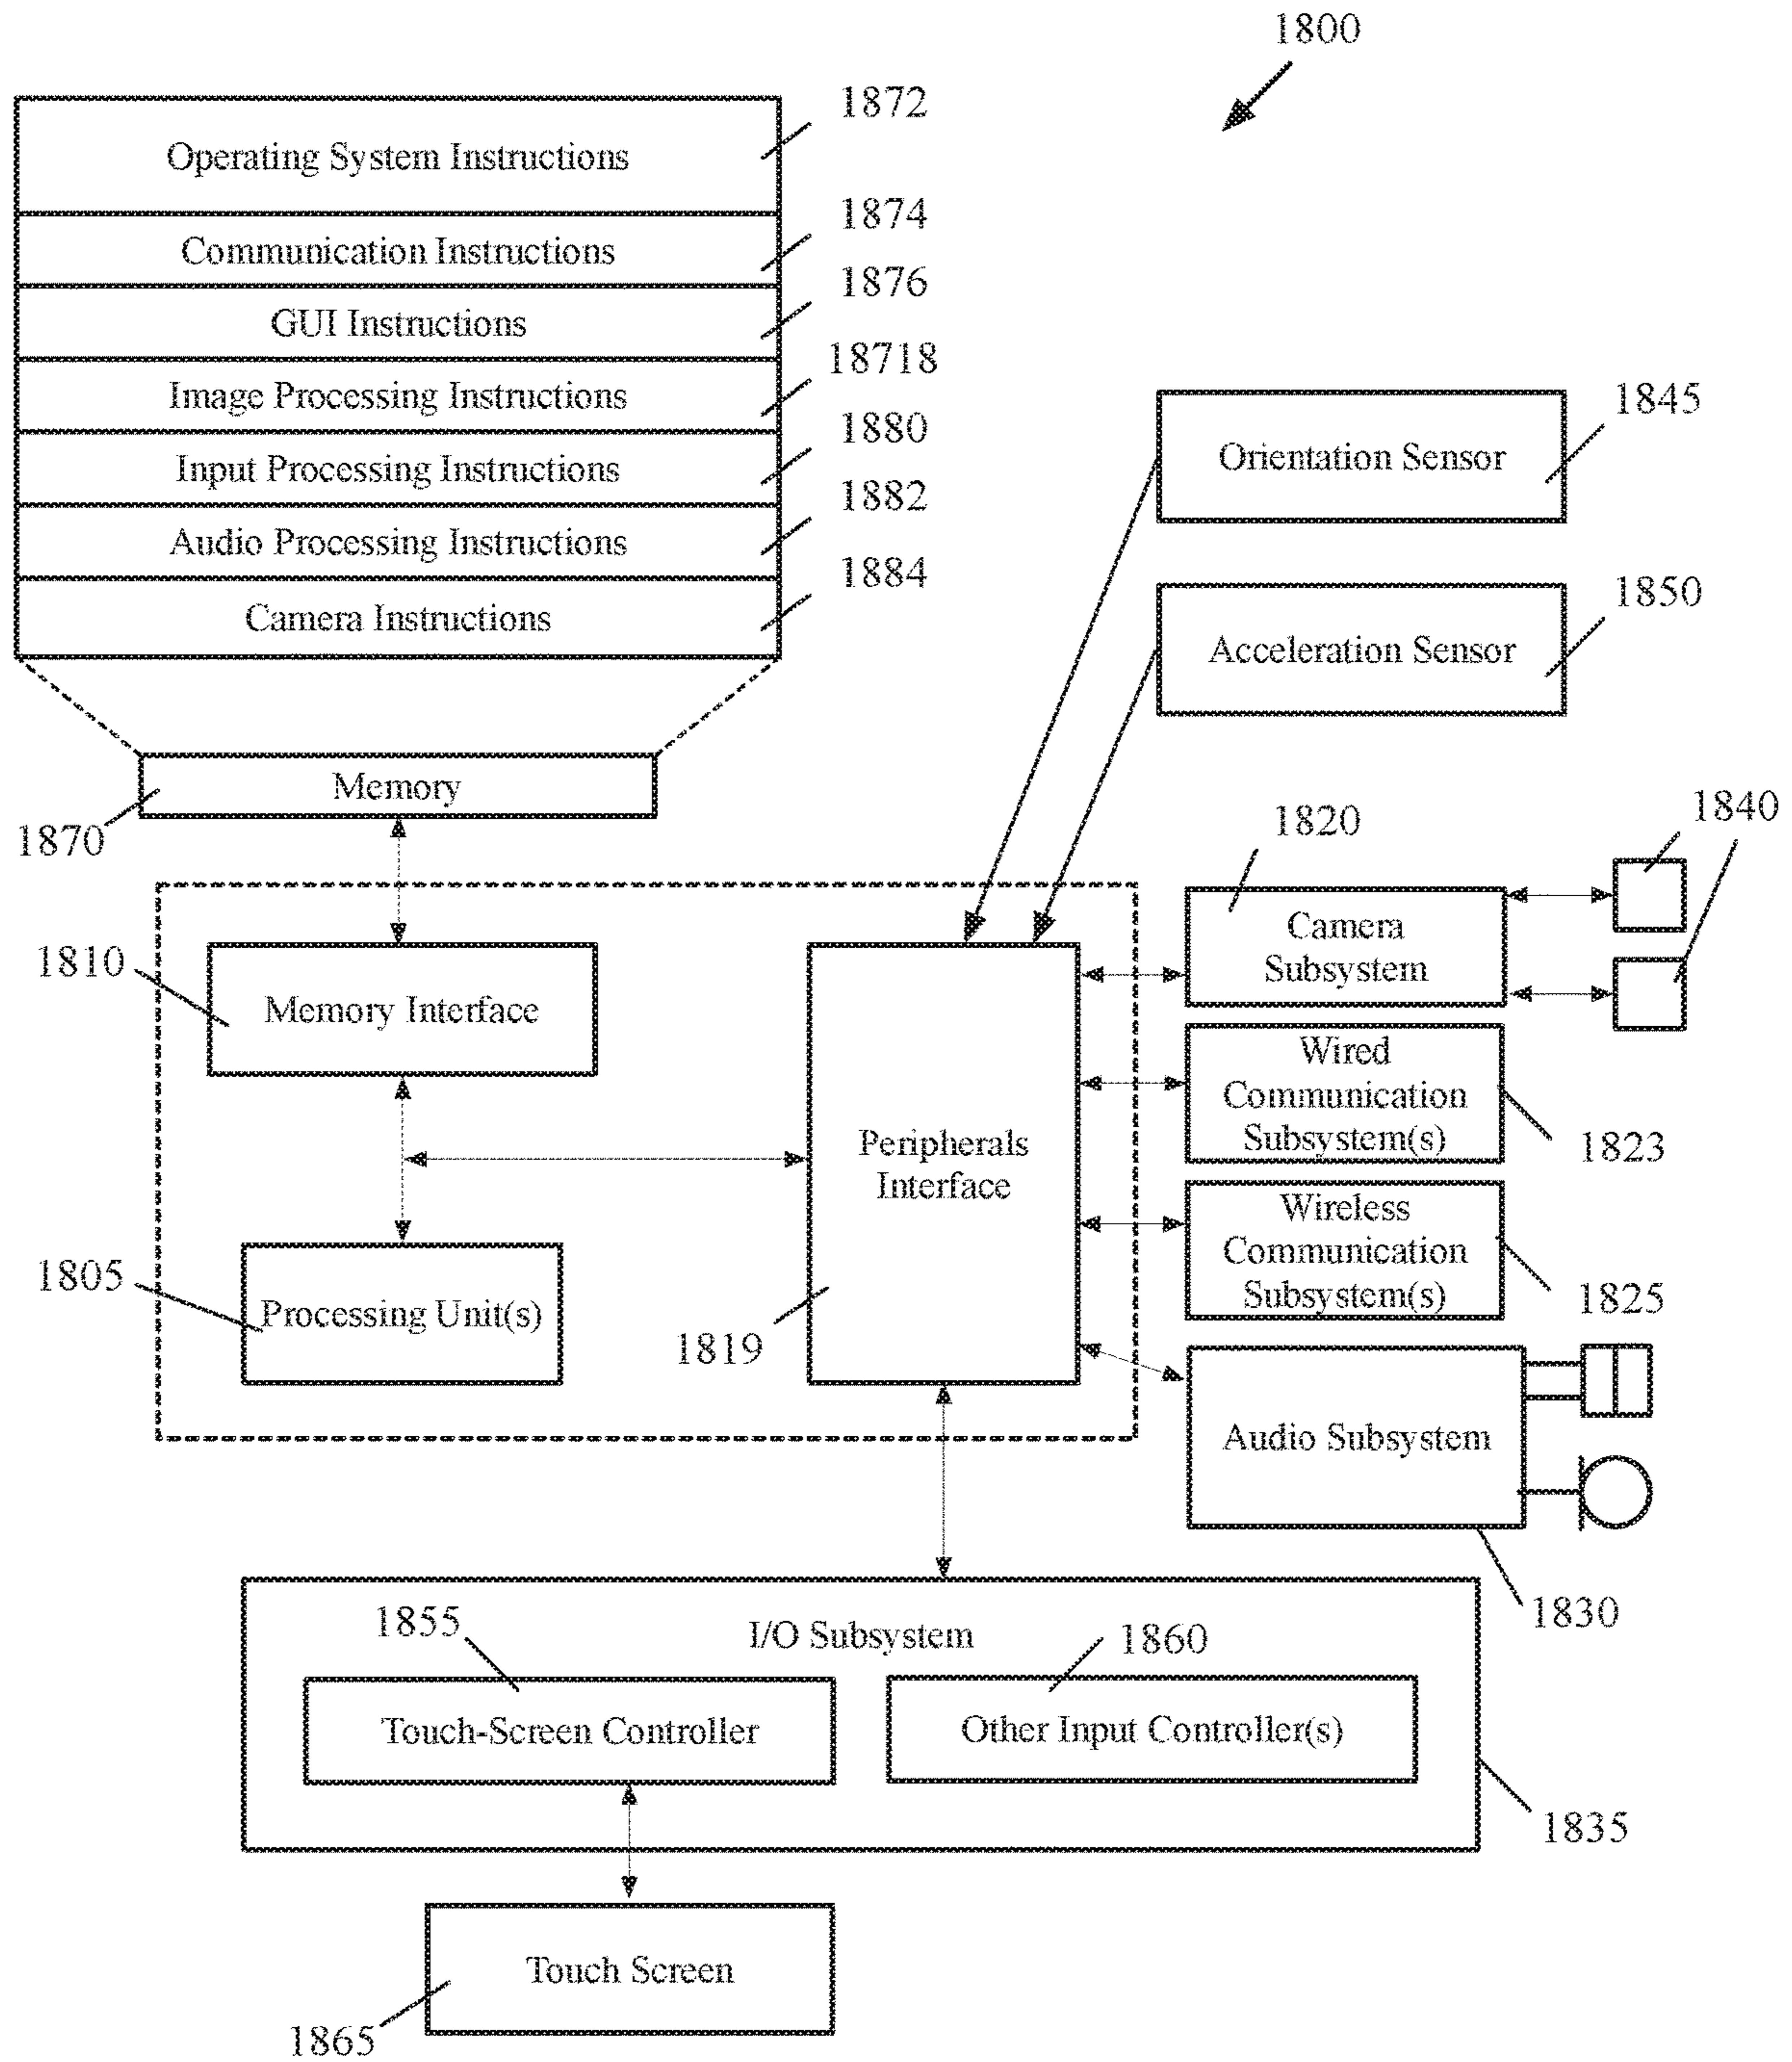 1800
1872
Operating System Instructions
1874
Communication Instructions
1876
GUI Instructions
18718
Image Processing Instructions
1880
Input Processing Instructions
1882
Audio Processing Instructions
1884
Camera Instructions
1845
Orientation Sensor
1850
Acceleration Sensor
Memory
1870
1820
1840
Camera
Subsystem
1810
Memory Interface
Wired
Communication
Subsystem(s)
1823
Peripherals
Interface
1819
Wireless
Communication
Subsystem(s)
1825
1805
Processing Unit(s)
Audio Subsystem
1830
I/O Subsystem
1855
1860
Touch-Screen Controller
Other Input Controller(s)
1835
Touch Screen
1865